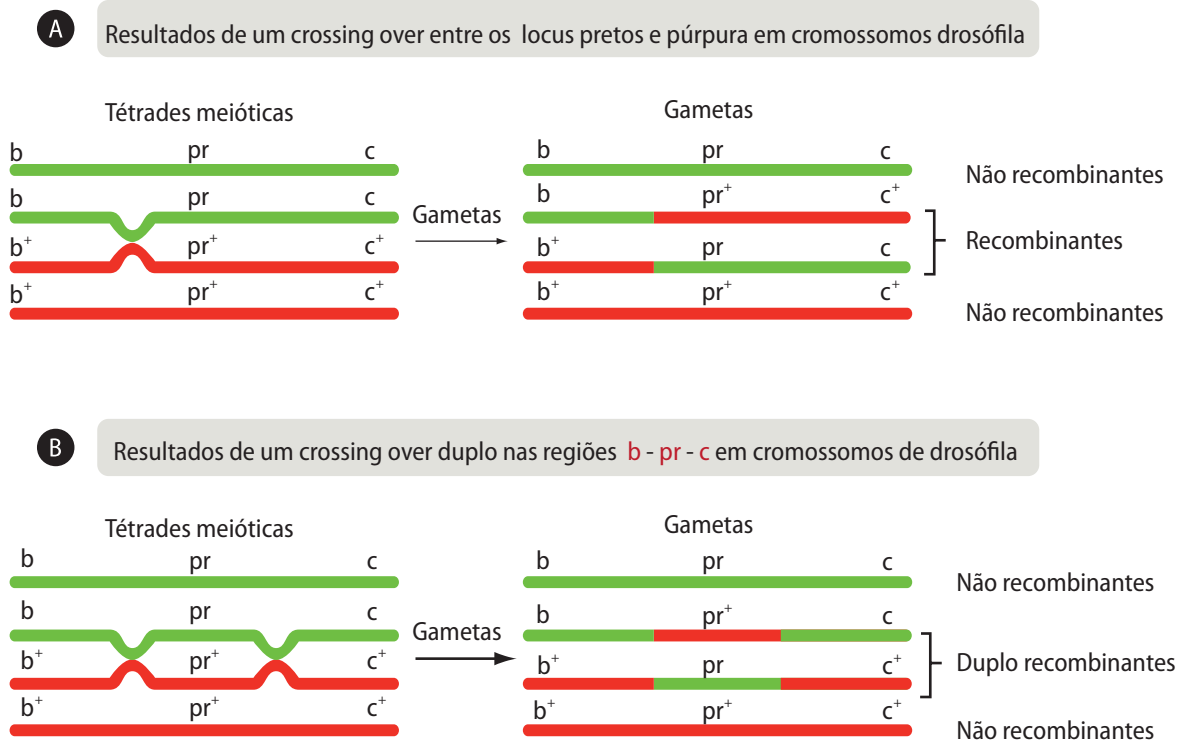 A
Resultados de um crossing over entre os locus pretos e púrpura em cromossomos drosófila
Tétrades meióticas
Gametas
b pr c
b pr c
b pr c
b pr⁺ c⁺
b⁺ pr⁺ c⁺
b⁺ pr c
b⁺ pr⁺ c⁺
b⁺ pr⁺ c⁺
Gametas
Não recombinantes
Recombinantes
Não recombinantes
B
Resultados de um crossing over duplo nas regiões b - pr - c em cromossomos de drosófila
Tétrades meióticas
Gametas
b pr c
b pr c
b pr c
b pr⁺ c
b⁺ pr⁺ c⁺
b⁺ pr c⁺
b⁺ pr⁺ c⁺
b⁺ pr⁺ c⁺
Gametas
Não recombinantes
Duplo recombinantes
Não recombinantes